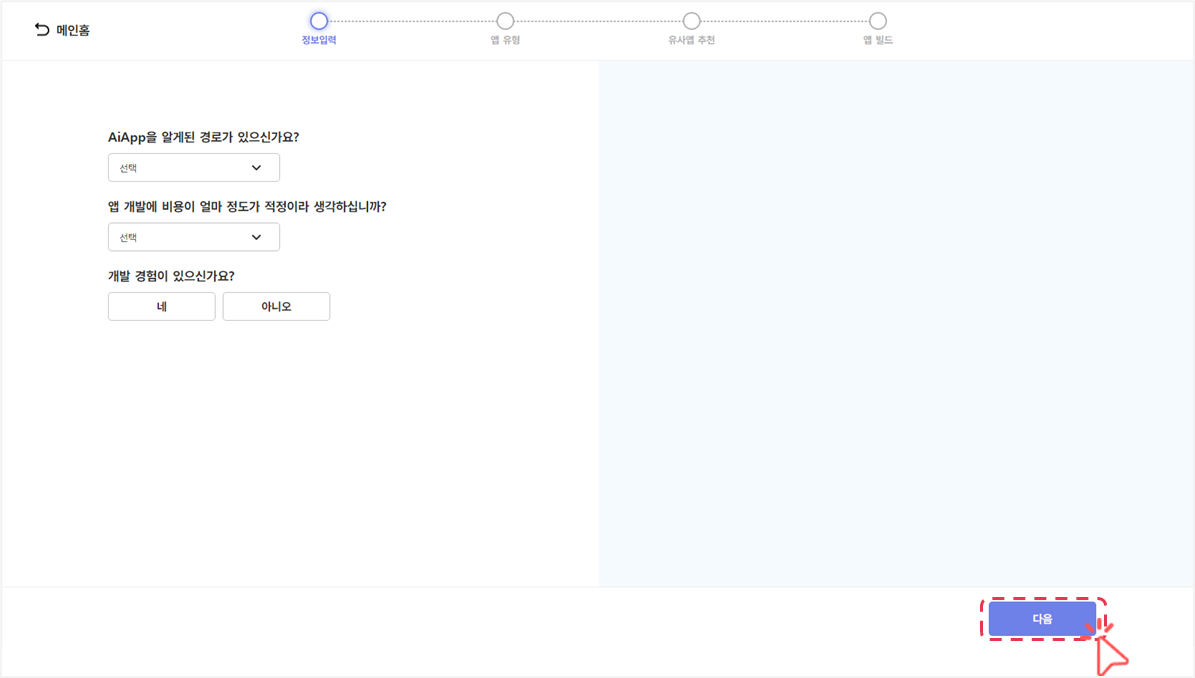 메인홈
정보입력
앱 유형
유사앱 추천
앱 빌드
AiApp을 알게된 경로가 있으신가요?
선택
앱 개발에 비용이 얼마 정도가 적정이라 생각하십니까?
선택
개발 경험이 있으신가요?
네
아니오
다음